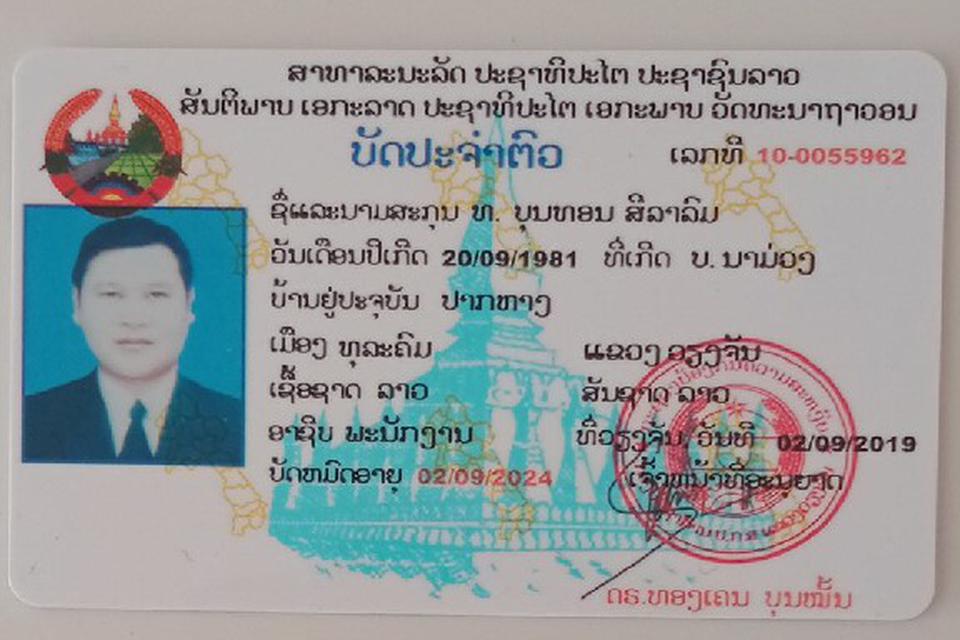 ສາທາລະນະລັດ ປະຊາທິປະໄຕ ປະຊາຊົນລາວ
ສັນຕິພາບ ເອກະລາດ ປະຊາທິປະໄຕ ເອກະພາບ ວັດທະນາຖາວອນ
ບັດປະຈຳຕົວ ເລກທີ 10-0055962
ຊື່ແລະນາມສະກຸນ ທ. ບຸນທອນ ສີລາລົມ
ວັນເດືອນປີເກີດ 20/09/1981 ທີ່ເກີດ ບ. ນາມ່ວງ
ບ້ານຢູ່ປະຈຸບັນ ປາກຫາງ
ເມືອງ ທຸລະຄົມ ແຂວງ ວຽງຈັນ
ເຊື້ອຊາດ ລາວ ສັນຊາດ ລາວ
ອາຊີບ ພະນັກງານ ທີ່ວຽງຈັນ, ວັນທີ 02/09/2019
ບັດຫມົດອາຍຸ 02/09/2024 ເຈົ້າຫນ້າທີ່ອະນຸຍາດ
ດຣ.ທອງເຄນ ບຸນໝັ້ນ